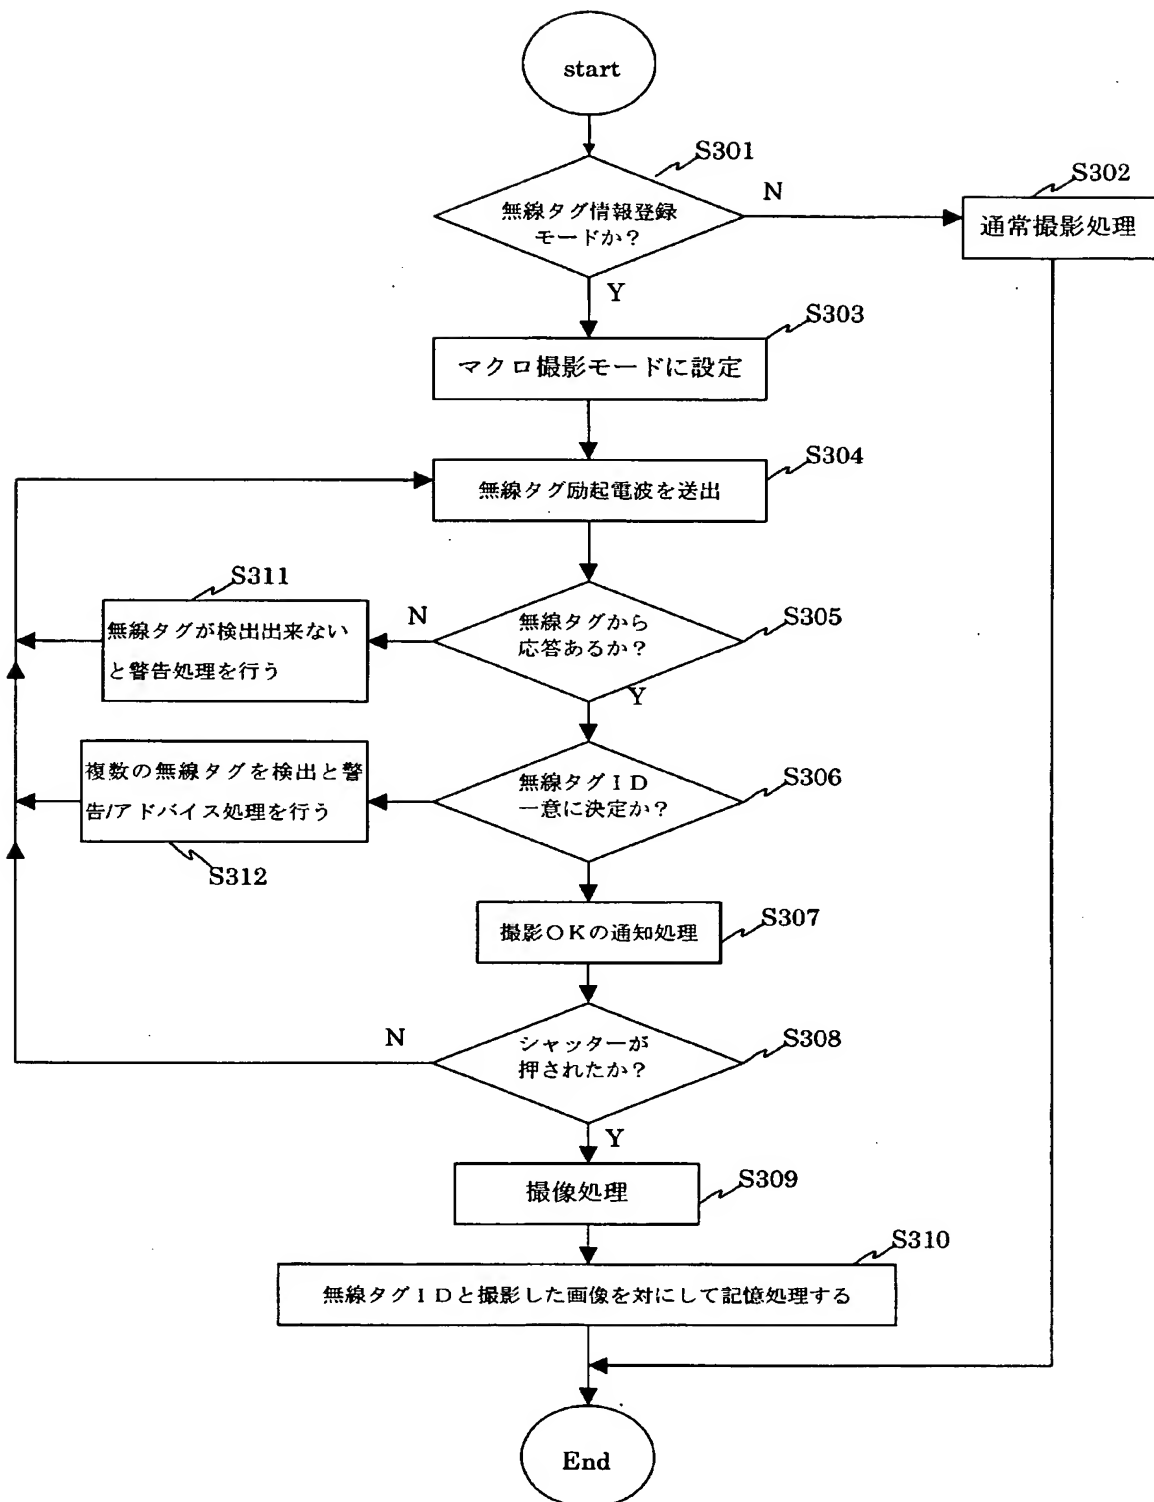 start
S301
無線タグ情報登録
モードか？
N
S302
通常撮影処理
Y
S303
マクロ撮影モードに設定
S304
無線タグ励起電波を送出
S311
無線タグが検出出来ない
と警告処理を行う
N
S305
無線タグから
応答あるか？
Y
複数の無線タグを検出と警
告/アドバイス処理を行う
S312
S306
無線タグＩＤ
一意に決定か？
S307
撮影ＯＫの通知処理
N
S308
シャッターが
押されたか？
Y
S309
撮像処理
S310
無線タグＩＤと撮影した画像を対にして記憶処理する
End